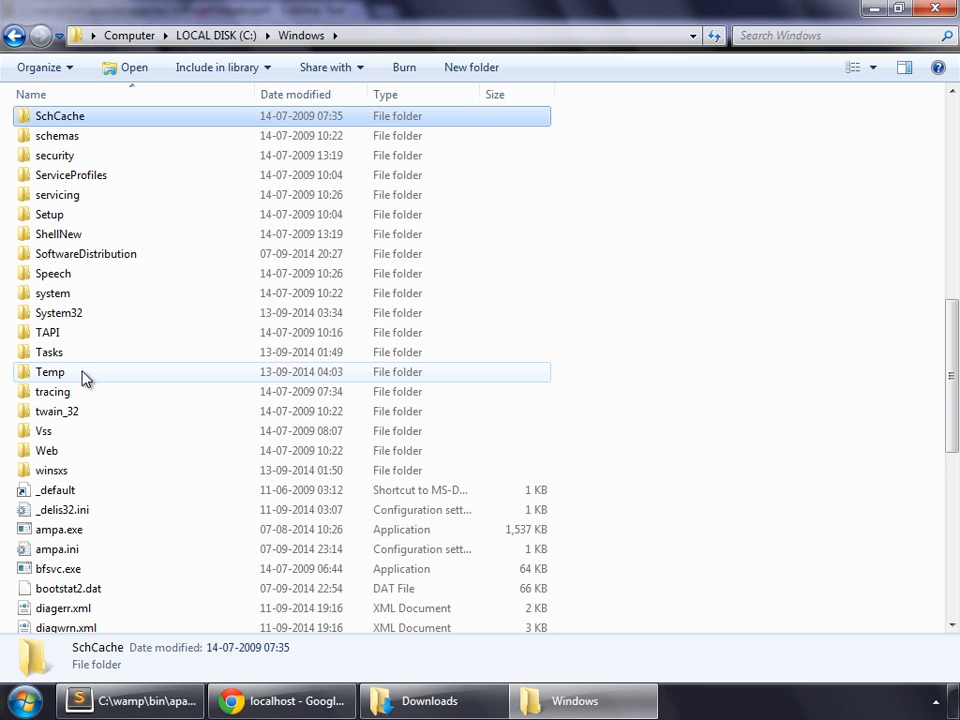 Computer LOCAL DISK (C:) Windows Search Windows
Organize Open Include in library Share with Burn New folder
Name Date modified Type Size
SchCache 14-07-2009 07:35 File folder
schemas 14-07-2009 10:22 File folder
security 14-07-2009 13:19 File folder
ServiceProfiles 14-07-2009 10:04 File folder
servicing 14-07-2009 10:26 File folder
Setup 14-07-2009 10:04 File folder
ShellNew 14-07-2009 13:19 File folder
SoftwareDistribution 07-09-2014 20:27 File folder
Speech 14-07-2009 10:26 File folder
system 14-07-2009 10:22 File folder
System32 13-09-2014 03:34 File folder
TAPI 14-07-2009 10:16 File folder
Tasks 13-09-2014 01:49 File folder
Temp 13-09-2014 04:03 File folder
tracing 14-07-2009 07:34 File folder
twain_32 14-07-2009 10:22 File folder
Vss 14-07-2009 08:07 File folder
Web 14-07-2009 10:22 File folder
winsxs 13-09-2014 01:50 File folder
_default 11-06-2009 03:12 Shortcut to MS-D... 1 KB
_delis32.ini 11-09-2014 03:07 Configuration sett... 1 KB
ampa.exe 07-08-2014 10:26 Application 1,537 KB
ampa.ini 07-09-2014 23:14 Configuration sett... 1 KB
bfsvc.exe 14-07-2009 06:44 Application 64 KB
bootstat2.dat 07-09-2014 22:54 DAT File 66 KB
diagerr.xml 11-09-2014 19:16 XML Document 2 KB
diagwrn.xml 11-09-2014 19:16 XML Document 3 KB
SchCache Date modified: 14-07-2009 07:35
File folder
C:\wamp\bin\apa... localhost - Googl... Downloads Windows